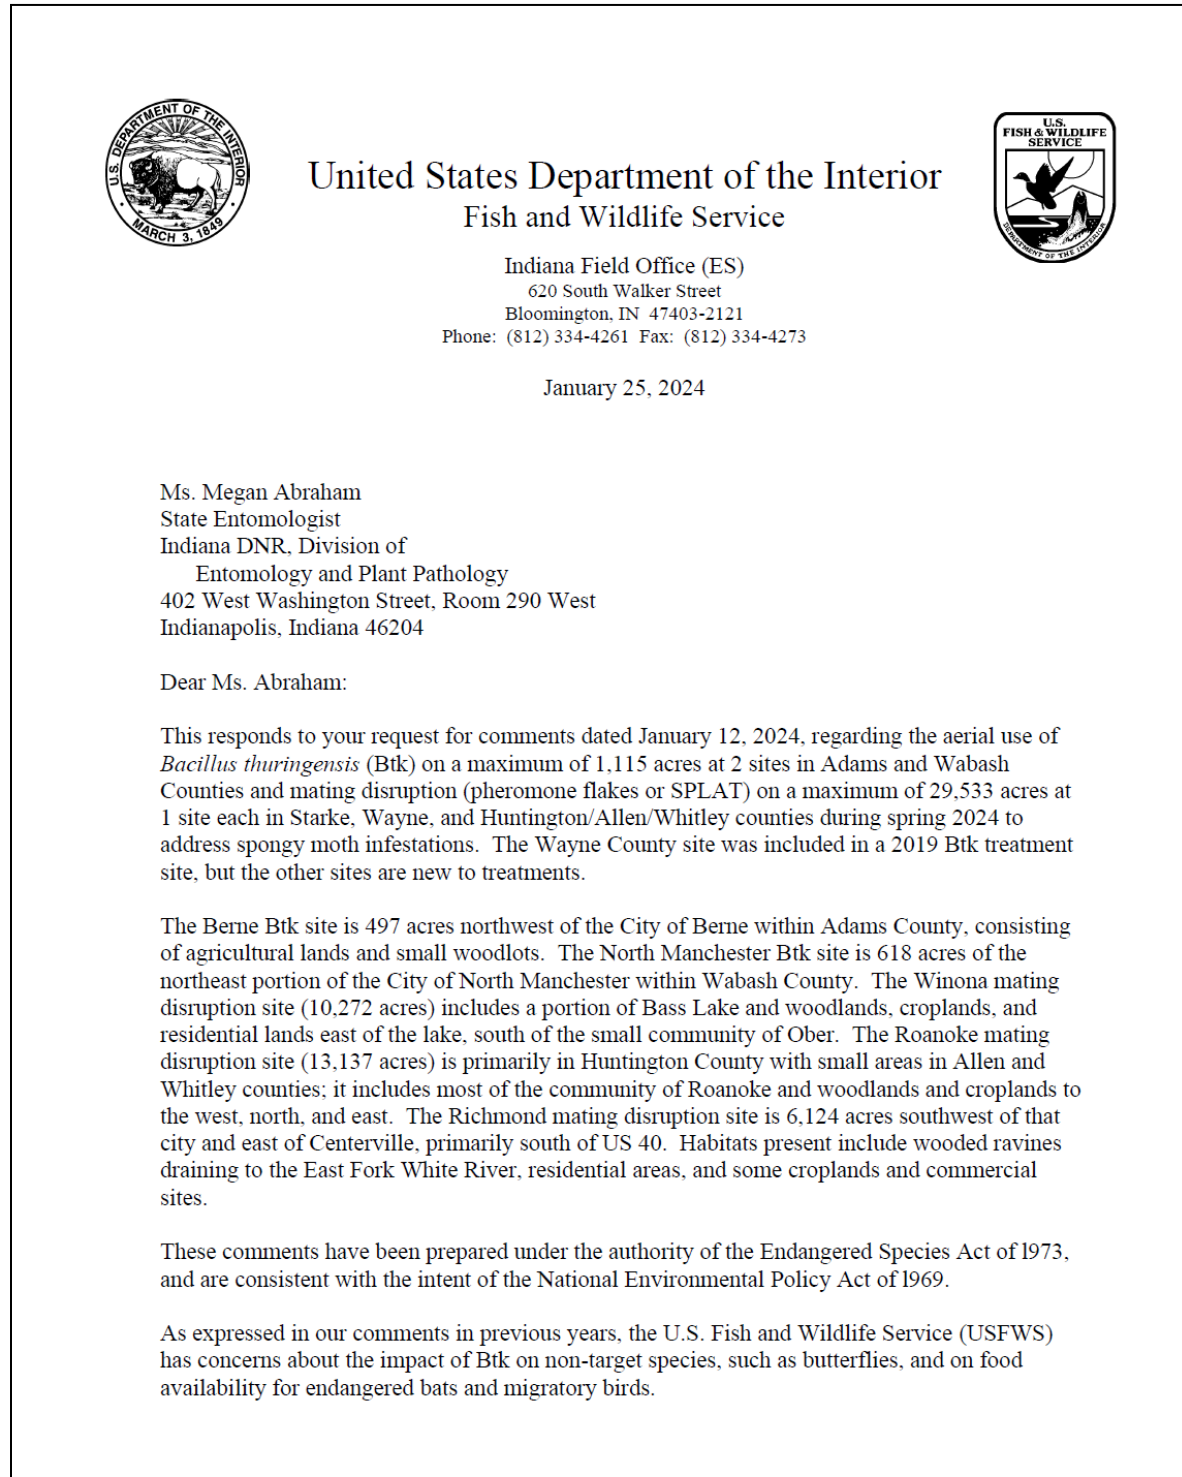 U.S. DEPARTMENT OF THE INTERIOR
MARCH 3, 1849
U.S.
FISH & WILDLIFE
SERVICE
DEPARTMENT OF THE INTERIOR
United States Department of the Interior
Fish and Wildlife Service
Indiana Field Office (ES)
620 South Walker Street
Bloomington, IN  47403-2121
Phone:  (812) 334-4261  Fax:  (812) 334-4273
January 25, 2024
Ms. Megan Abraham
State Entomologist
Indiana DNR, Division of
Entomology and Plant Pathology
402 West Washington Street, Room 290 West
Indianapolis, Indiana 46204
Dear Ms. Abraham:
This responds to your request for comments dated January 12, 2024, regarding the aerial use of
Bacillus thuringensis (Btk) on a maximum of 1,115 acres at 2 sites in Adams and Wabash
Counties and mating disruption (pheromone flakes or SPLAT) on a maximum of 29,533 acres at
1 site each in Starke, Wayne, and Huntington/Allen/Whitley counties during spring 2024 to
address spongy moth infestations.  The Wayne County site was included in a 2019 Btk treatment
site, but the other sites are new to treatments.
The Berne Btk site is 497 acres northwest of the City of Berne within Adams County, consisting
of agricultural lands and small woodlots.  The North Manchester Btk site is 618 acres of the
northeast portion of the City of North Manchester within Wabash County.  The Winona mating
disruption site (10,272 acres) includes a portion of Bass Lake and woodlands, croplands, and
residential lands east of the lake, south of the small community of Ober.  The Roanoke mating
disruption site (13,137 acres) is primarily in Huntington County with small areas in Allen and
Whitley counties; it includes most of the community of Roanoke and woodlands and croplands to
the west, north, and east.  The Richmond mating disruption site is 6,124 acres southwest of that
city and east of Centerville, primarily south of US 40.  Habitats present include wooded ravines
draining to the East Fork White River, residential areas, and some croplands and commercial
sites.
These comments have been prepared under the authority of the Endangered Species Act of l973,
and are consistent with the intent of the National Environmental Policy Act of l969.
As expressed in our comments in previous years, the U.S. Fish and Wildlife Service (USFWS)
has concerns about the impact of Btk on non-target species, such as butterflies, and on food
availability for endangered bats and migratory birds.